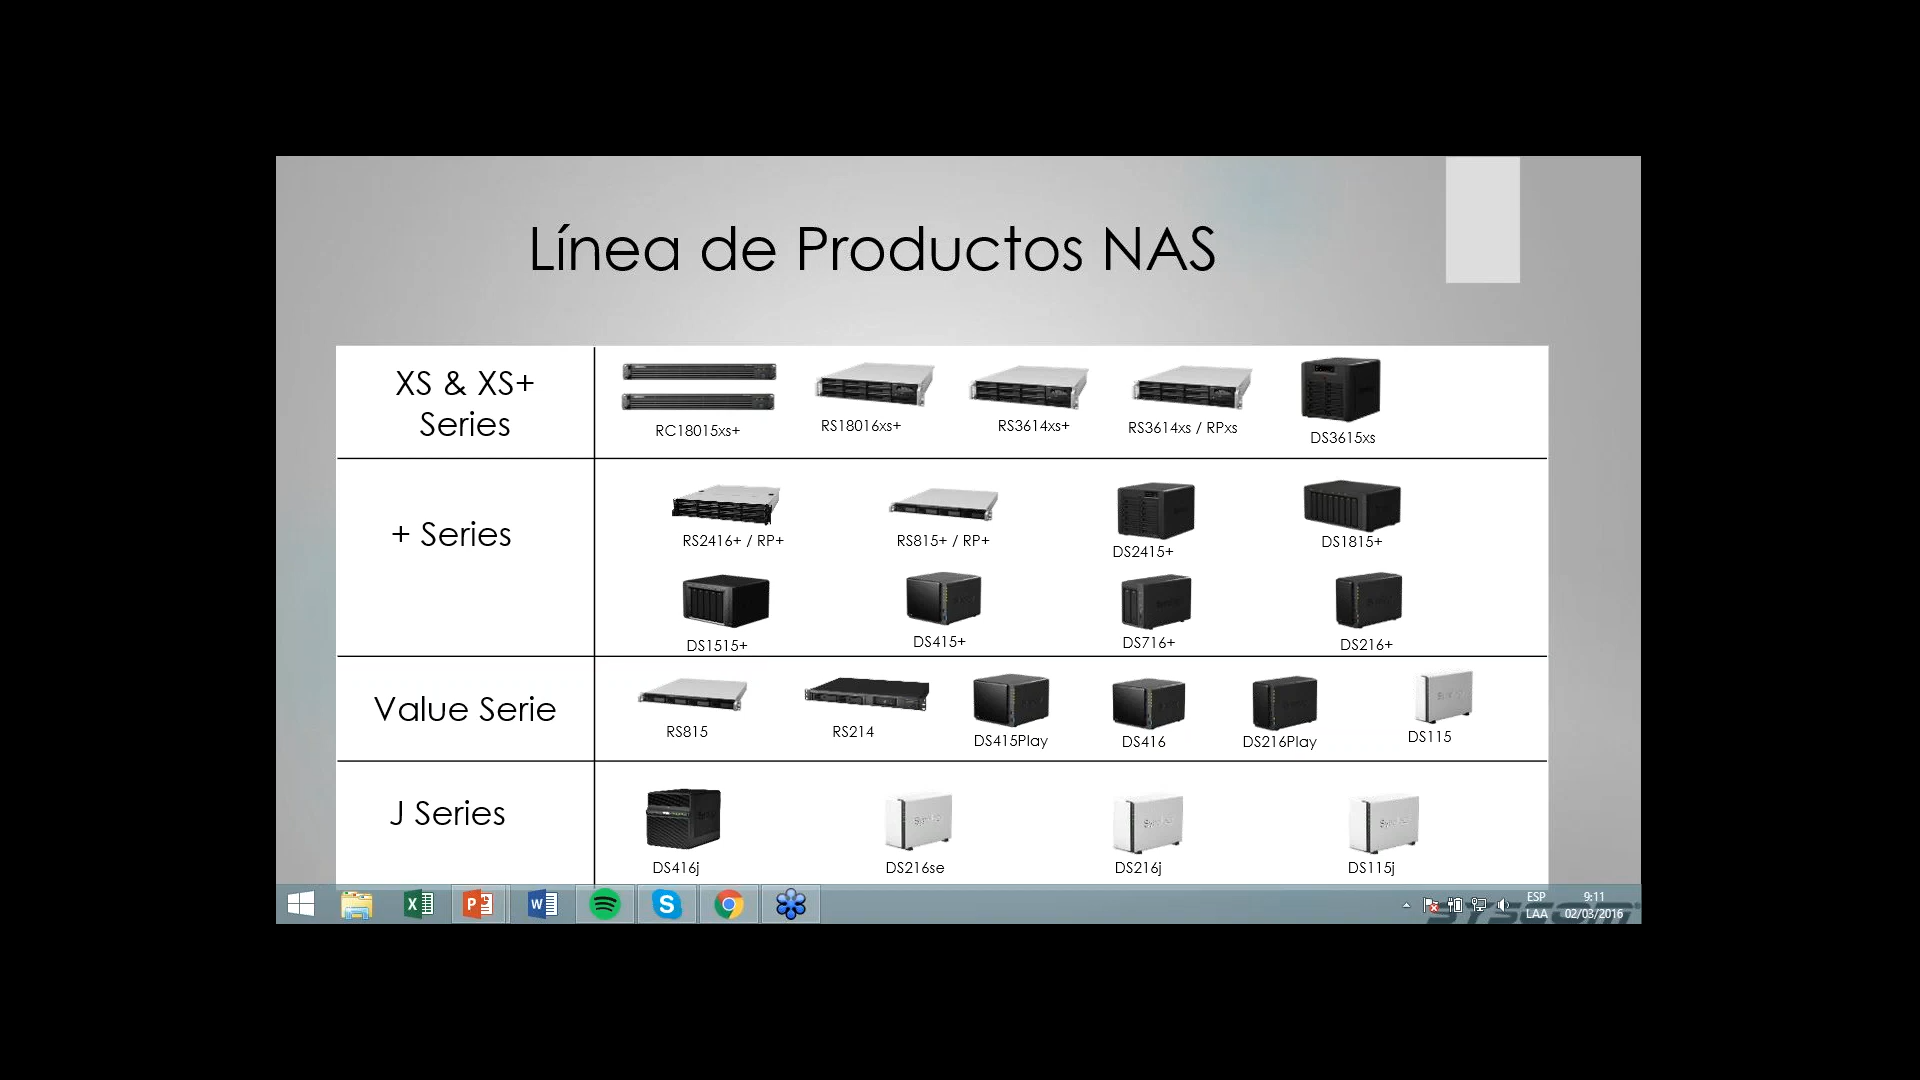 Línea de Productos NAS
XS & XS+
Series
RC18015xs+
RS18016xs+
RS3614xs+
RS3614xs / RPxs
DS3615xs
+ Series
RS2416+ / RP+
RS815+ / RP+
DS2415+
DS1815+
DS1515+
DS415+
DS716+
DS216+
Value Serie
RS815
RS214
DS415Play
DS416
DS216Play
DS115
J Series
DS416j
DS216se
DS216j
DS115j
ESP
LAA
9:11
02/03/2016
SYSCOM